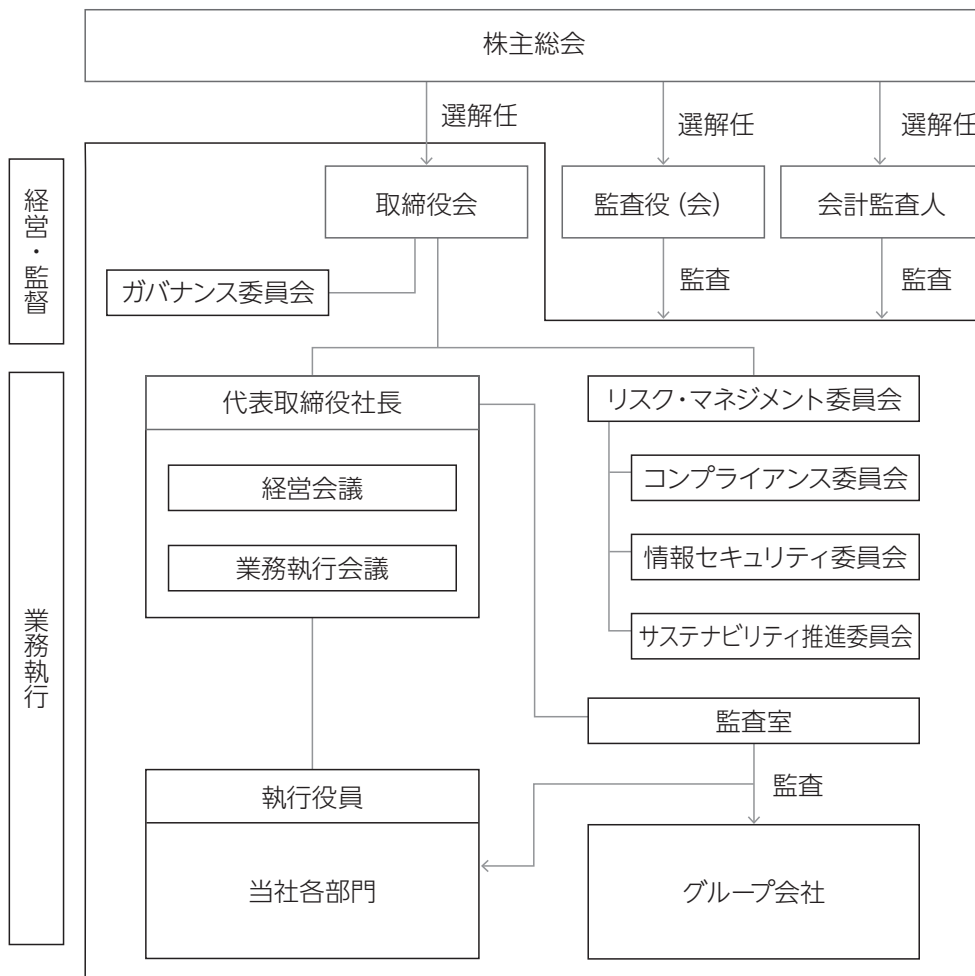 株主総会
選解任
選解任
選解任
経営・監督
取締役会
監査役 (会)
会計監査人
監査
監査
ガバナンス委員会
業務執行
代表取締役社長
経営会議
業務執行会議
リスク・マネジメント委員会
コンプライアンス委員会
情報セキュリティ委員会
サステナビリティ推進委員会
監査室
監査
執行役員
当社各部門
グループ会社